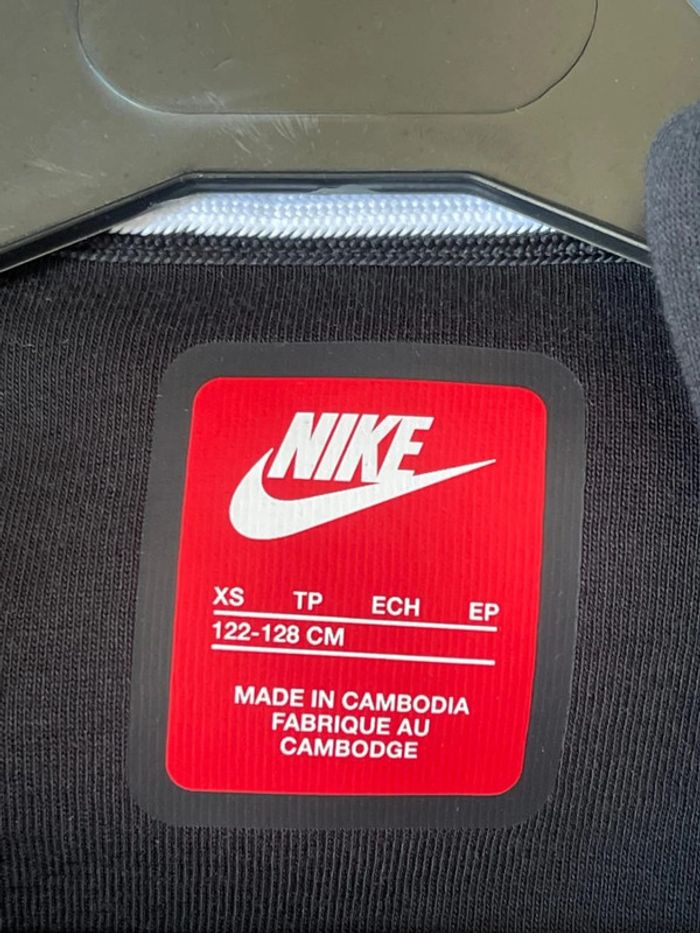 NIKE
XS TP ECH EP
122-128 CM
MADE IN CAMBODIA
FABRIQUE AU
CAMBODGE